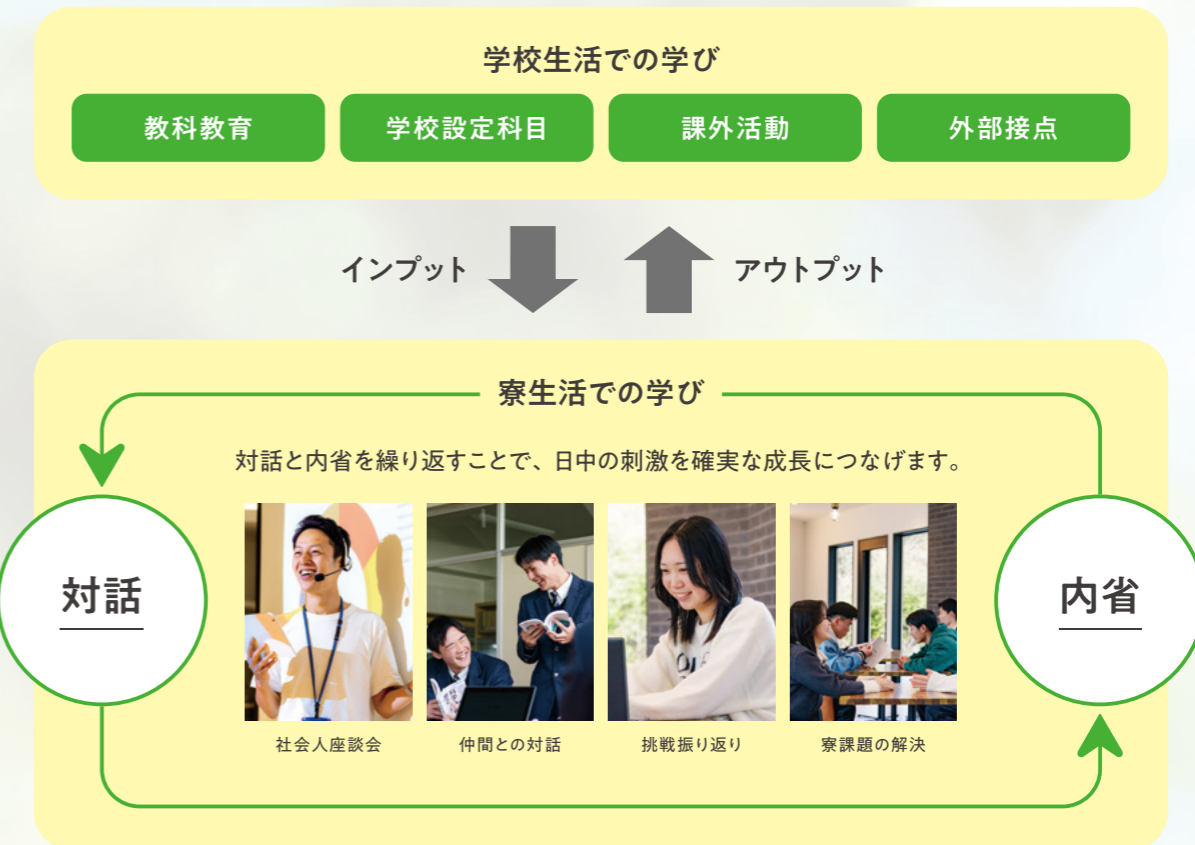 学校生活での学び
教科教育
学校設定科目
課外活動
外部接点
インプット
アウトプット
寮生活での学び
対話と内省を繰り返すことで、日中の刺激を確実な成長につなげます。
対話
内省
社会人座談会
仲間との対話
挑戦振り返り
寮課題の解決